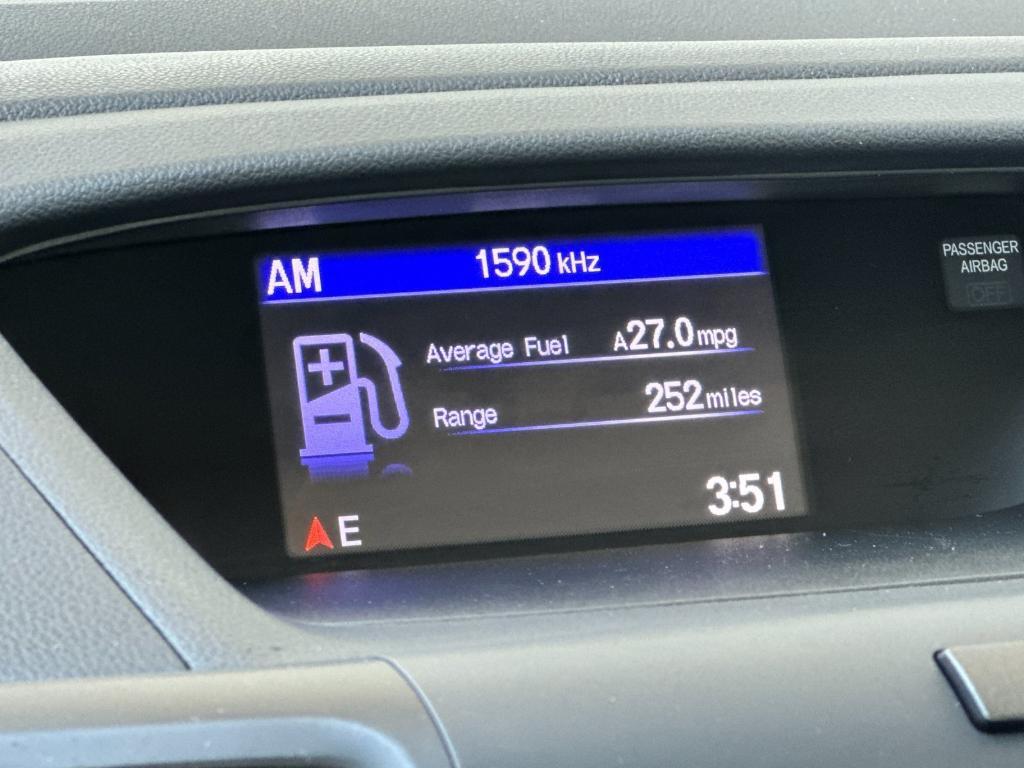 AM 1590 kHz
PASSENGER
AIRBAG
OFF
Average Fuel A27.0mpg
Range 252miles
E 3:51